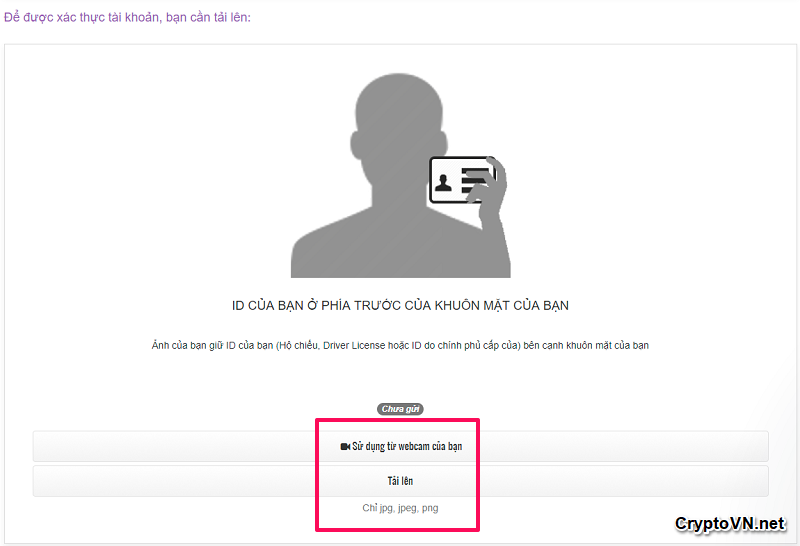 Để được xác thực tài khoản, bạn cần tải lên:
ID CỦA BẠN Ở PHÍA TRƯỚC CỦA KHUÔN MẶT CỦA BẠN
Ảnh của bạn giữ ID của bạn (Hộ chiếu, Driver License hoặc ID do chính phủ cấp của) bên cạnh khuôn mặt của bạn
Chưa gửi
Sử dụng từ webcam của bạn
Tải lên
Chỉ jpg, jpeg, png
CryptoVN.net